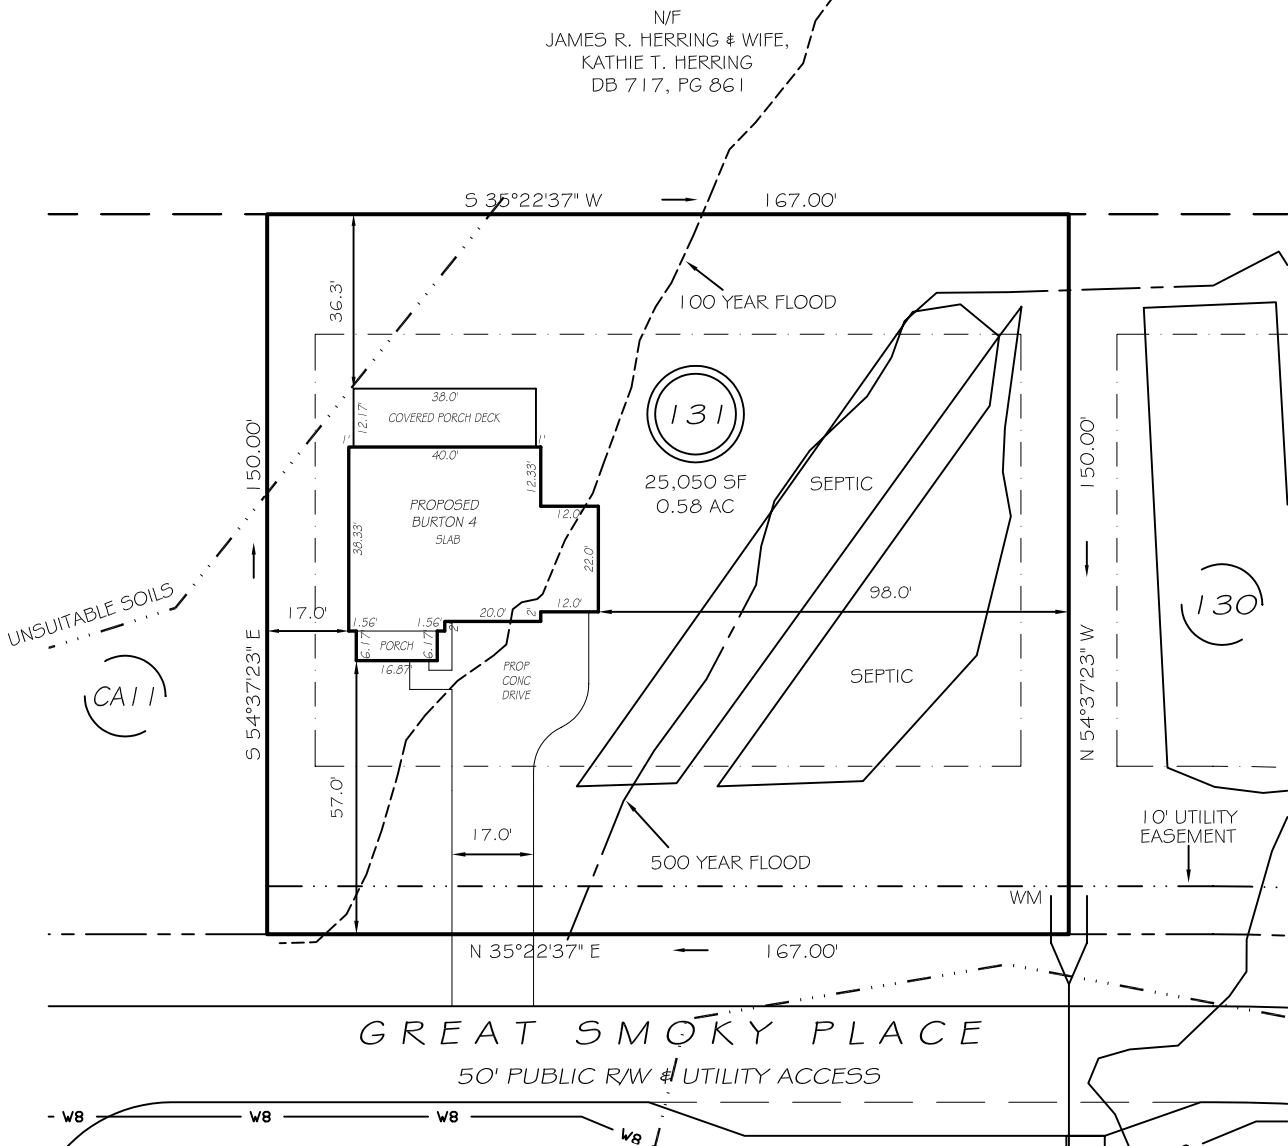 N/F
JAMES R. HERRING & WIFE,
KATHIE T. HERRING
DB 717, PG 861
S 35°22'37" W
167.00'
100 YEAR FLOOD
36.3'
38.0'
COVERED PORCH DECK
12.17'
1'
1'
40.0'
12.33'
131
25,050 SF
0.58 AC
SEPTIC
150.00'
150.00'
PROPOSED
BURTON 4
SLAB
12.0'
38.33'
22.0'
98.0'
12.0'
20.0'
2'
2'
130
UNSUITABLE SOILS
17.0'
1.56'
1.56'
6.17'
PORCH
6.17'
16.87'
PROP
CONC
DRIVE
SEPTIC
CA11
S 54°37'23" E
N 54°37'23" W
57.0'
17.0'
500 YEAR FLOOD
10' UTILITY
EASEMENT
WM
N 35°22'37" E
167.00'
GREAT SMOKY PLACE
50' PUBLIC R/W & UTILITY ACCESS
W8
W8
W8
W8